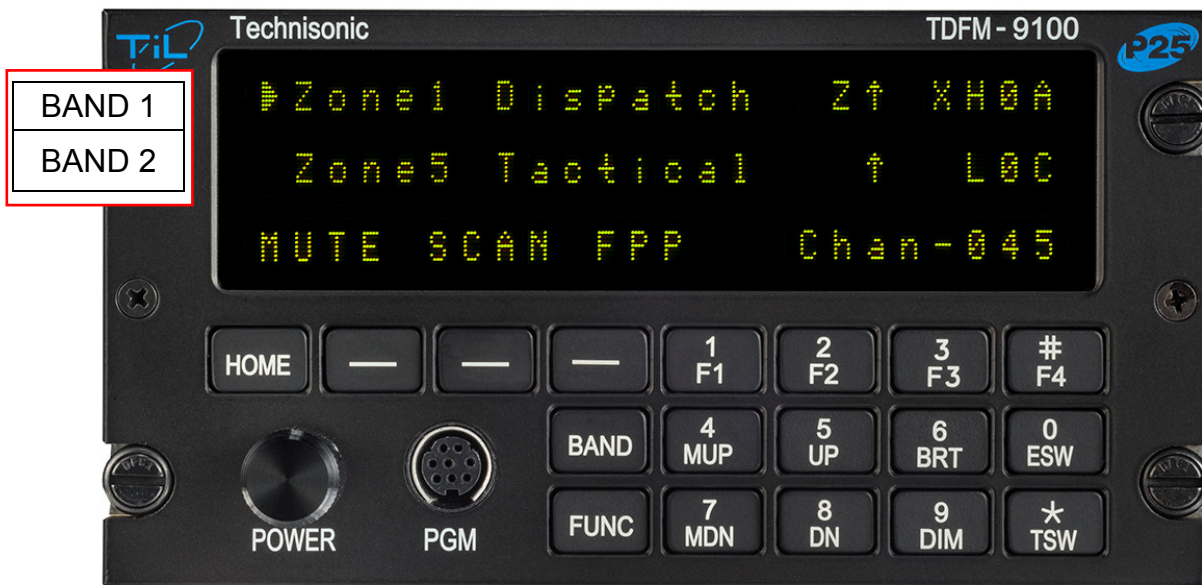 TiL Technisonic TDFM - 9100 P25
BAND 1
BAND 2
Zone1 Dispatch Z↑ XH0A
Zone5 Tactical ↑ L0C
MUTE SCAN FPP Chan-045
HOME — — — 1 2 3 #
F1 F2 F3 F4
BAND 4 5 6 0
MUP UP BRT ESW
FUNC 7 8 9 *
MDN DN DIM TSW
POWER PGM